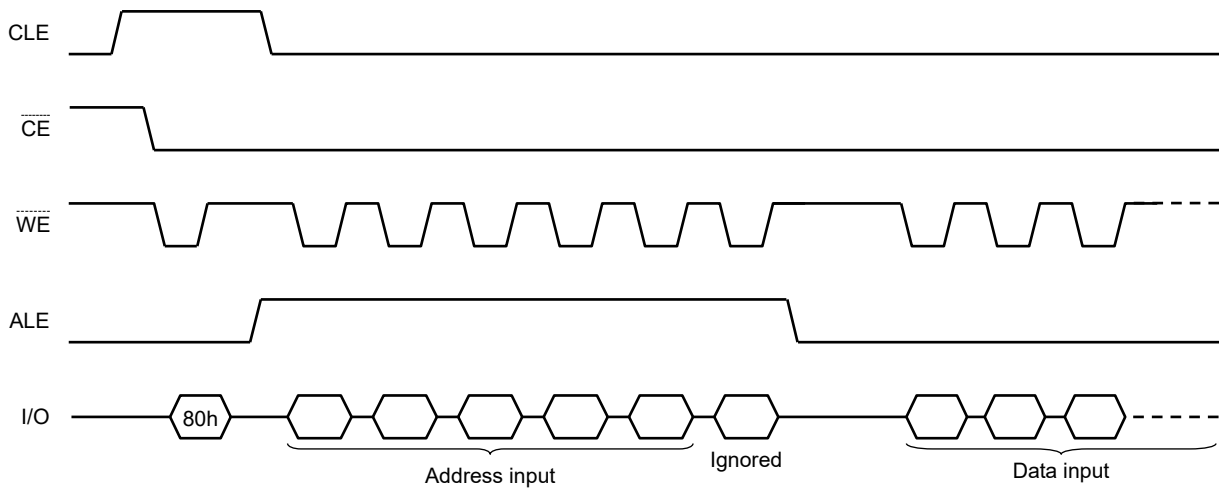 CLE
CE
WE
ALE
I/O
80h
Address input
Ignored
Data input